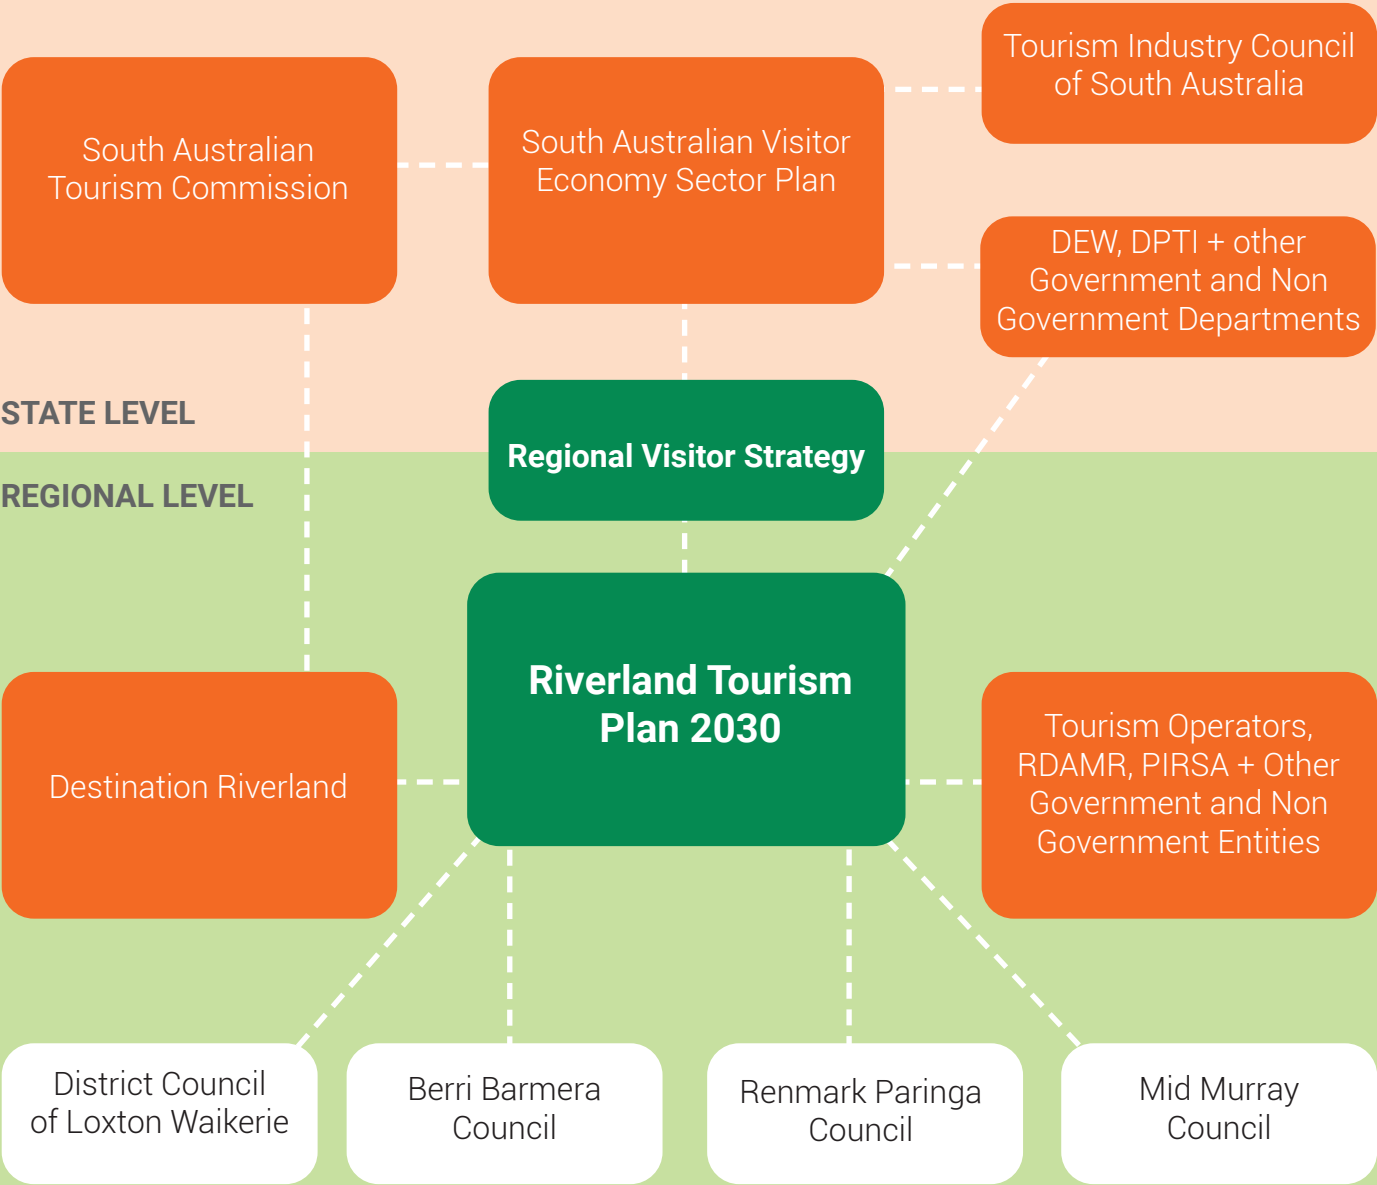 South Australian
Tourism Commission
South Australian Visitor
Economy Sector Plan
Tourism Industry Council
of South Australia
DEW, DPTI + other
Government and Non
Government Departments
STATE LEVEL
Regional Visitor Strategy
REGIONAL LEVEL
Riverland Tourism
Plan 2030
Destination Riverland
Tourism Operators,
RDAMR, PIRSA + Other
Government and Non
Government Entities
District Council
of Loxton Waikerie
Berri Barmera
Council
Renmark Paringa
Council
Mid Murray
Council